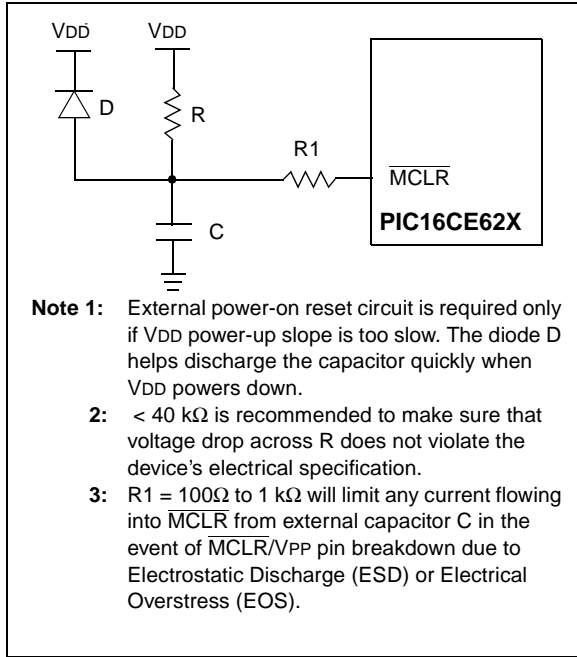 VDD VDD
D
R
R1
MCLR
PIC16CE62X
C
Note 1: External power-on reset circuit is required only
if VDD power-up slope is too slow. The diode D
helps discharge the capacitor quickly when
VDD powers down.
2: < 40 kΩ is recommended to make sure that
voltage drop across R does not violate the
device's electrical specification.
3: R1 = 100Ω to 1 kΩ will limit any current flowing
into MCLR from external capacitor C in the
event of MCLR/VPP pin breakdown due to
Electrostatic Discharge (ESD) or Electrical
Overstress (EOS).